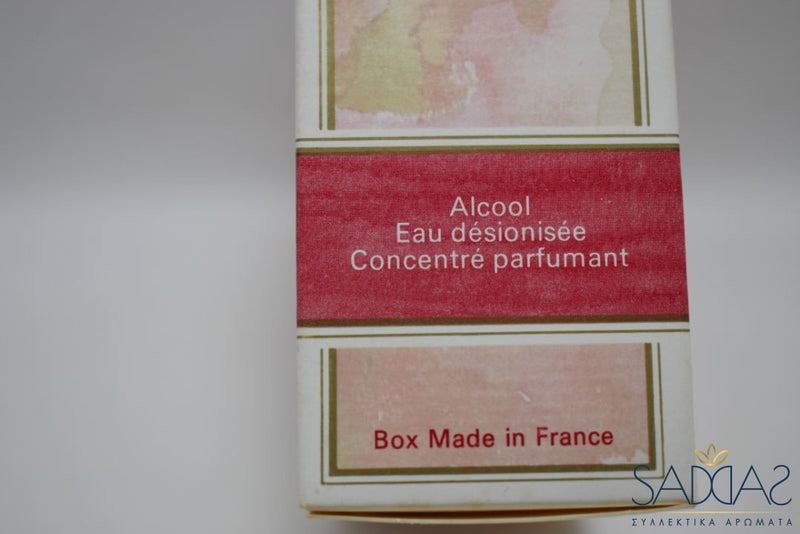 Alcool
Eau désionisée
Concentré parfumant
Box Made in France
SADDAS
ΣΥΛΛΕΚΤΙΚΑ ΑΡΩΜΑΤΑ